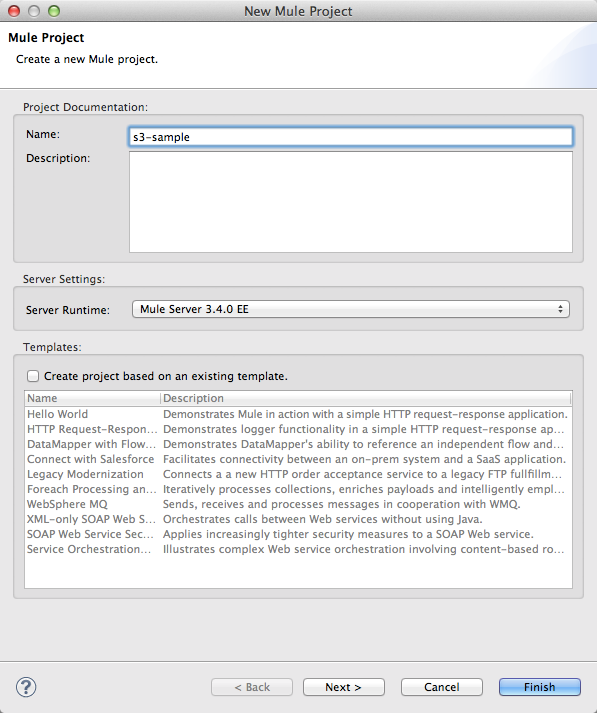 New Mule Project
Mule Project
Create a new Mule project.
Project Documentation:
Name:
s3-sample
Description:
Server Settings:
Server Runtime:
Mule Server 3.4.0 EE
Templates:
Create project based on an existing template.
Name Description
Hello World Demonstrates Mule in action with a simple HTTP request-response application.
HTTP Request-Respon... Demonstrates logger functionality in a simple HTTP request-response ap...
DataMapper with Flow... Demonstrates DataMapper's ability to reference an independent flow and...
Connect with Salesforce Facilitates connectivity between an on-prem system and a SaaS application.
Legacy Modernization Connects a a new HTTP order acceptance service to a legacy FTP fullfillm...
Foreach Processing an... Iteratively processes collections, enriches payloads and intelligently empl...
WebSphere MQ Sends, receives and processes messages in cooperation with WMQ.
XML-only SOAP Web S... Orchestrates calls between Web services without using Java.
SOAP Web Service Sec... Applies increasingly tighter security measures to a SOAP Web service.
Service Orchestration... Illustrates complex Web service orchestration involving content-based ro...
?
< Back
Next >
Cancel
Finish